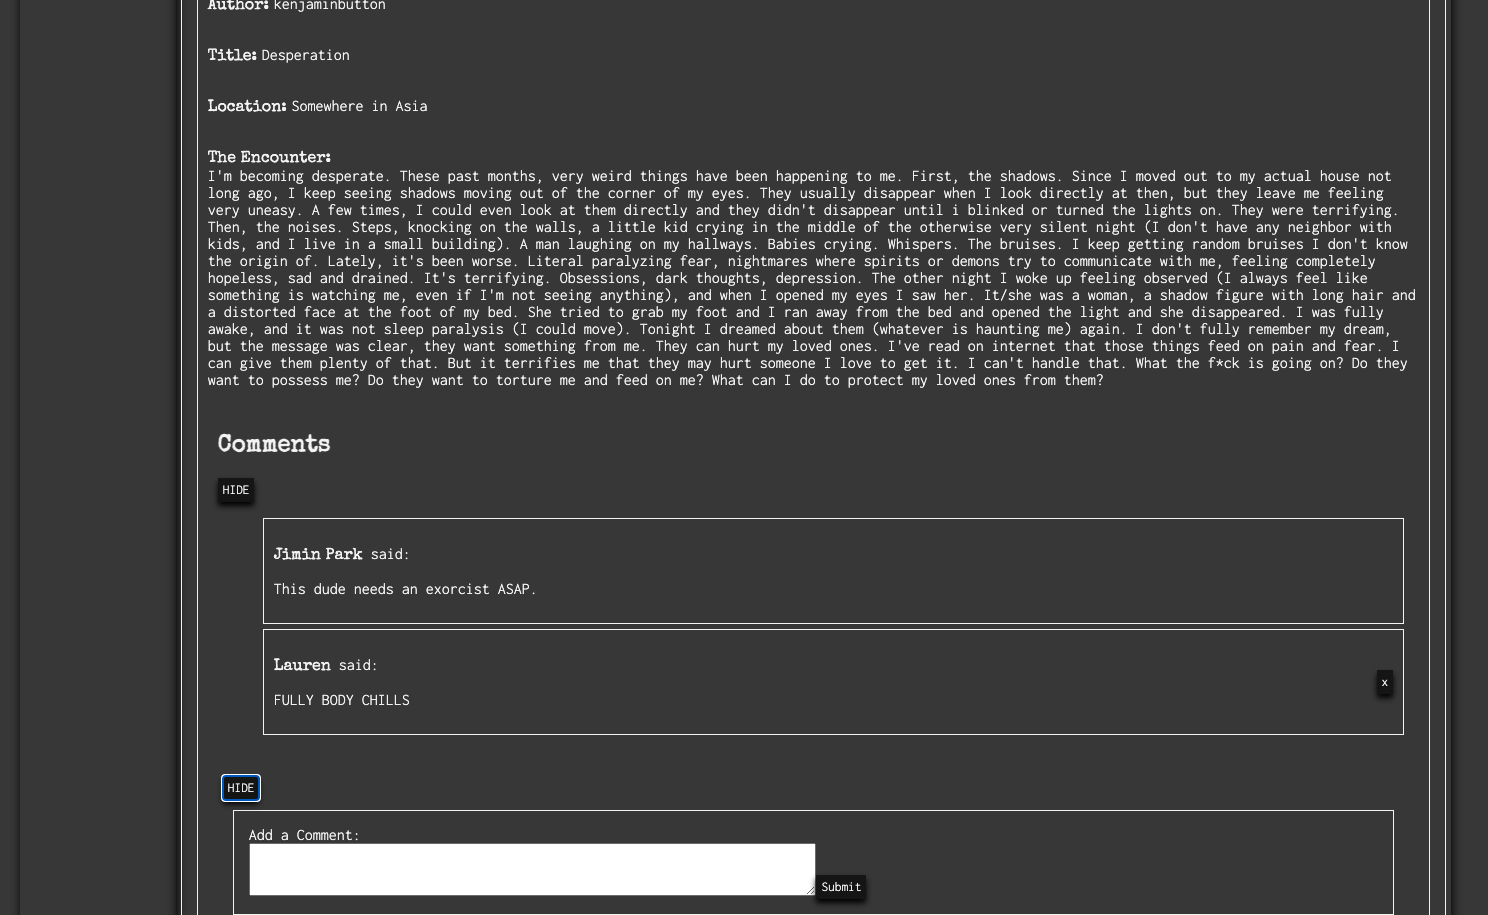 Author: kenjaminbutton
Title: Desperation
Location: Somewhere in Asia
The Encounter:
I'm becoming desperate. These past months, very weird things have been happening to me. First, the shadows. Since I moved out to my actual house not
long ago, I keep seeing shadows moving out of the corner of my eyes. They usually disappear when I look directly at then, but they leave me feeling
very uneasy. A few times, I could even look at them directly and they didn't disappear until i blinked or turned the lights on. They were terrifying.
Then, the noises. Steps, knocking on the walls, a little kid crying in the middle of the otherwise very silent night (I don't have any neighbor with
kids, and I live in a small building). A man laughing on my hallways. Babies crying. Whispers. The bruises. I keep getting random bruises I don't know
the origin of. Lately, it's been worse. Literal paralyzing fear, nightmares where spirits or demons try to communicate with me, feeling completely
hopeless, sad and drained. It's terrifying. Obsessions, dark thoughts, depression. The other night I woke up feeling observed (I always feel like
something is watching me, even if I'm not seeing anything), and when I opened my eyes I saw her. It/she was a woman, a shadow figure with long hair and
a distorted face at the foot of my bed. She tried to grab my foot and I ran away from the bed and opened the light and she disappeared. I was fully
awake, and it was not sleep paralysis (I could move). Tonight I dreamed about them (whatever is haunting me) again. I don't fully remember my dream,
but the message was clear, they want something from me. They can hurt my loved ones. I've read on internet that those things feed on pain and fear. I
can give them plenty of that. But it terrifies me that they may hurt someone I love to get it. I can't handle that. What the f*ck is going on? Do they
want to possess me? Do they want to torture me and feed on me? What can I do to protect my loved ones from them?
Comments
HIDE
Jimin Park said:
This dude needs an exorcist ASAP.
Lauren said:
x
FULLY BODY CHILLS
HIDE
Add a Comment:
Submit